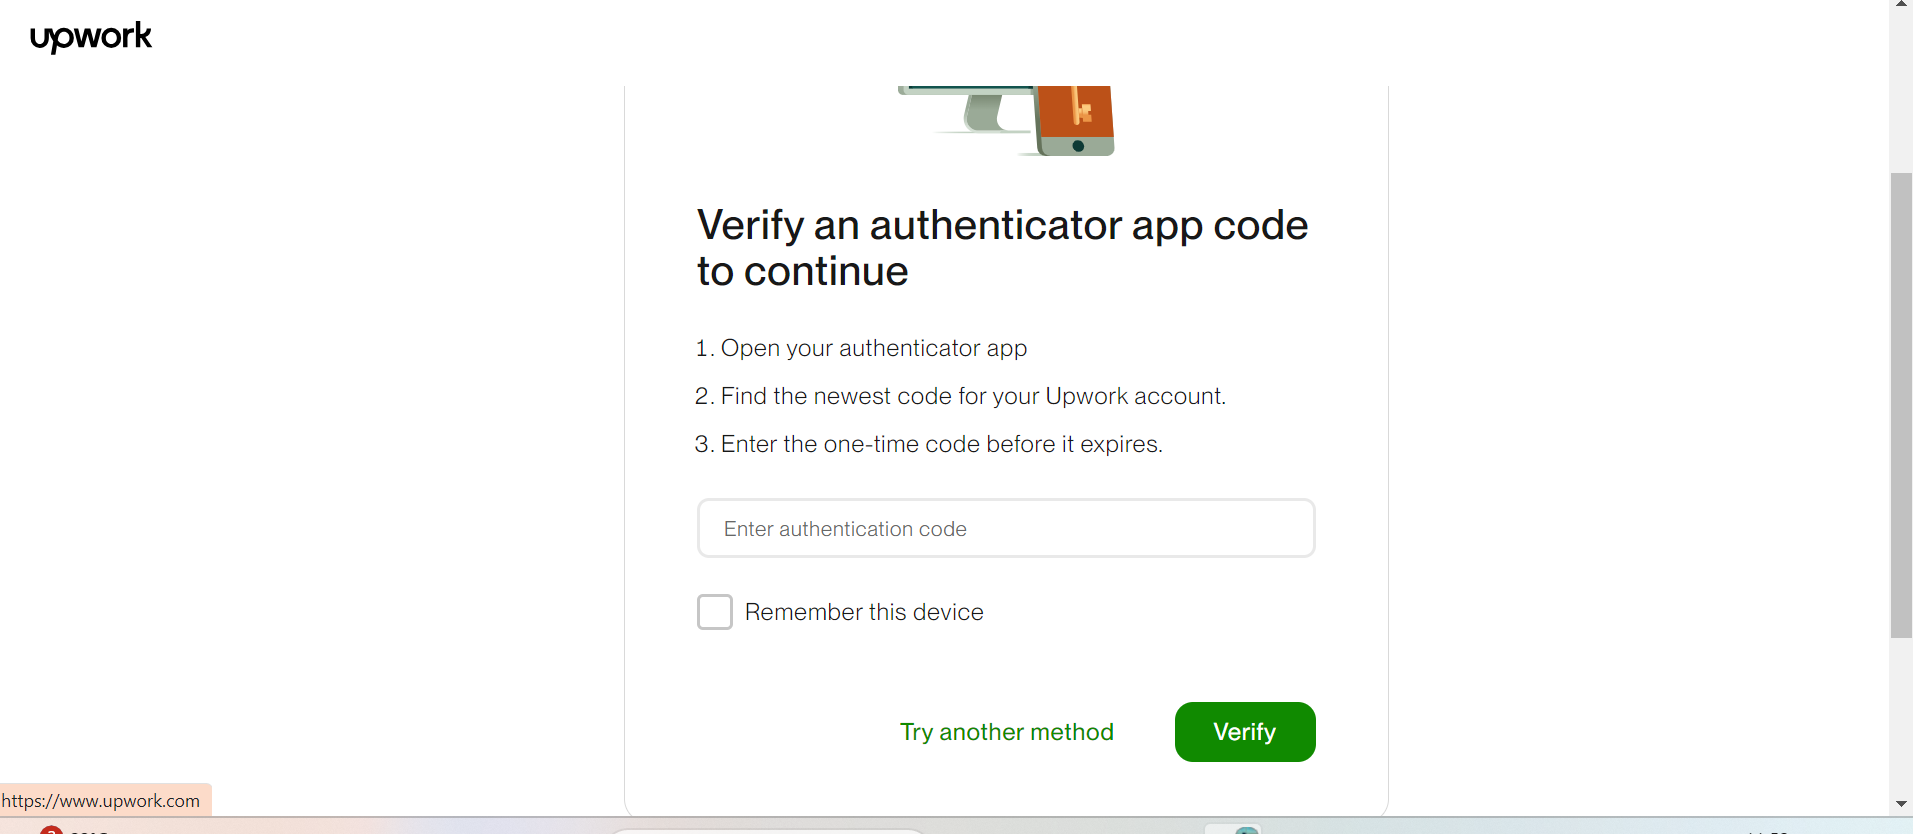 upwork
Verify an authenticator app code
to continue
1. Open your authenticator app
2. Find the newest code for your Upwork account.
3. Enter the one-time code before it expires.
Enter authentication code
Remember this device
Try another method
Verify
https://www.upwork.com